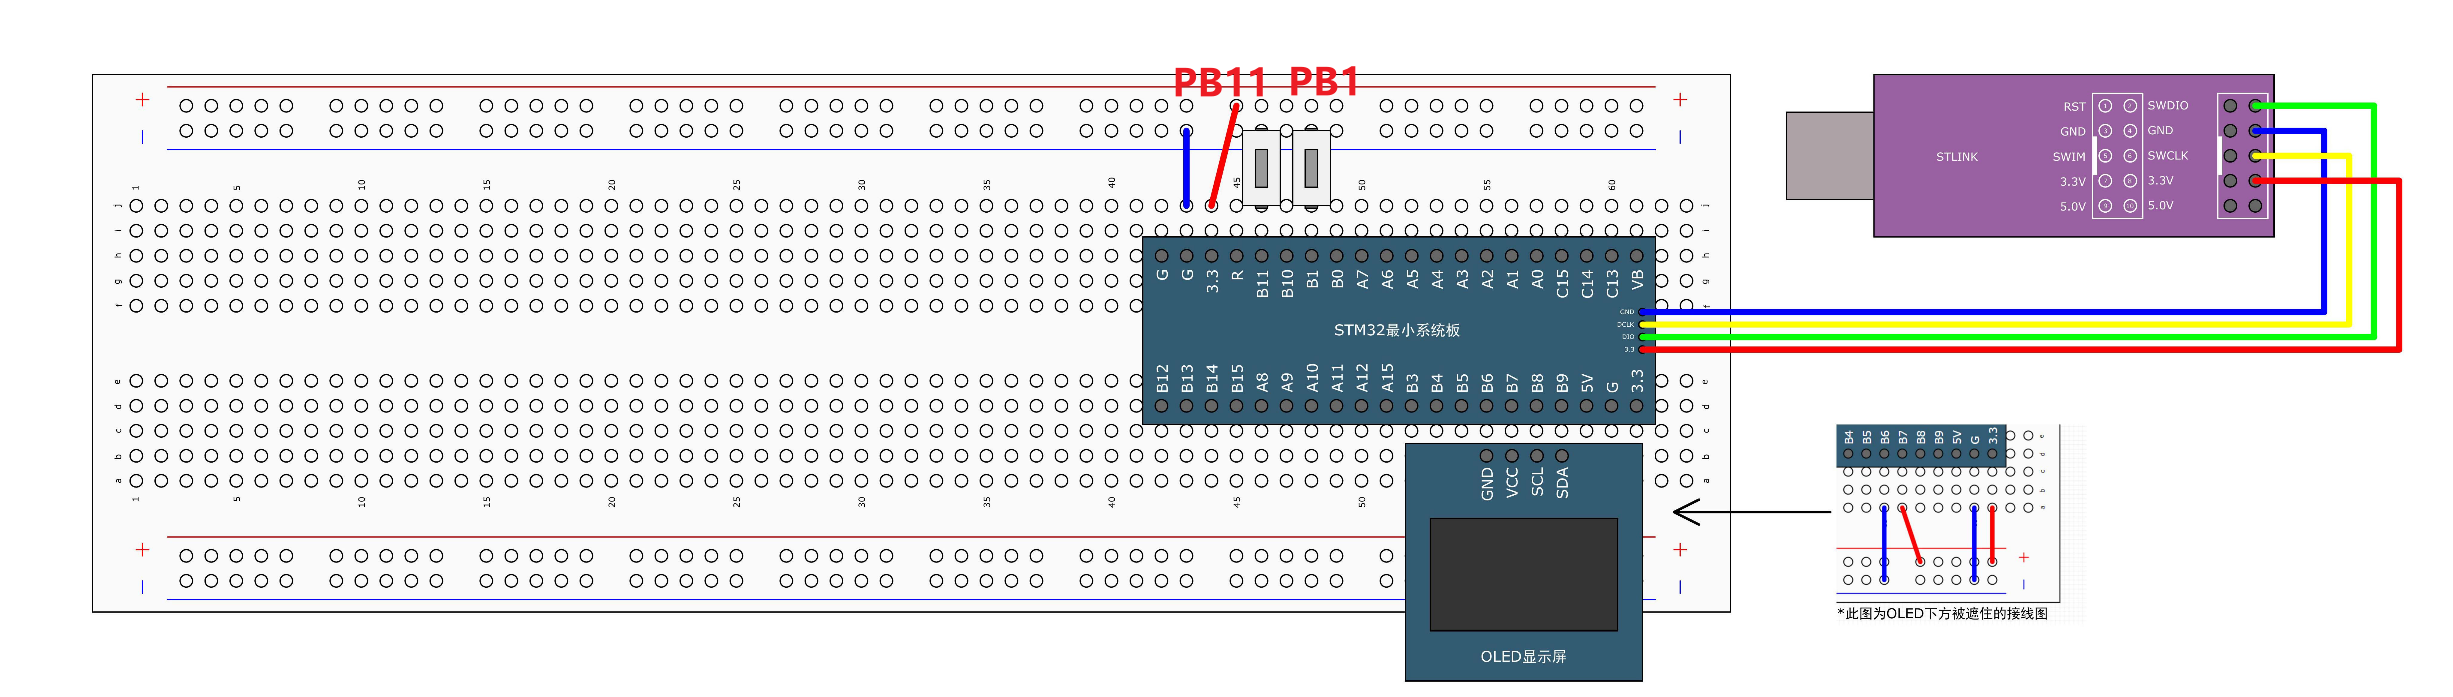 PB11 PB1
+ +
− −
1 5 10 15 20 25 30 35 40 45 50 55 60
j j
i i
h h
g g
f f
G G 3.3 R B11 B10 B1 B0 A7 A6 A5 A4 A3 A2 A1 A0 C15 C14 C13 VB
STM32最小系统板
GND
DCLK
DIO
3.3
B12 B13 B14 B15 A8 A9 A10 A11 A12 A15 B3 B4 B5 B6 B7 B8 B9 5V G 3.3
e e
d d
c c
b b
a a
1 5 10 15 20 25 30 35 40 45 50
+ +
− −
GND VCC SCL SDA
OLED显示屏
STLINK
RST 1 2 SWDIO
GND 3 4 GND
SWIM 5 6 SWCLK
3.3V 7 8 3.3V
5.0V 9 10 5.0V
B4 B5 B6 B7 B8 B9 5V G 3.3
e
d
c
b
a
+
−
*此图为OLED下方被遮住的接线图